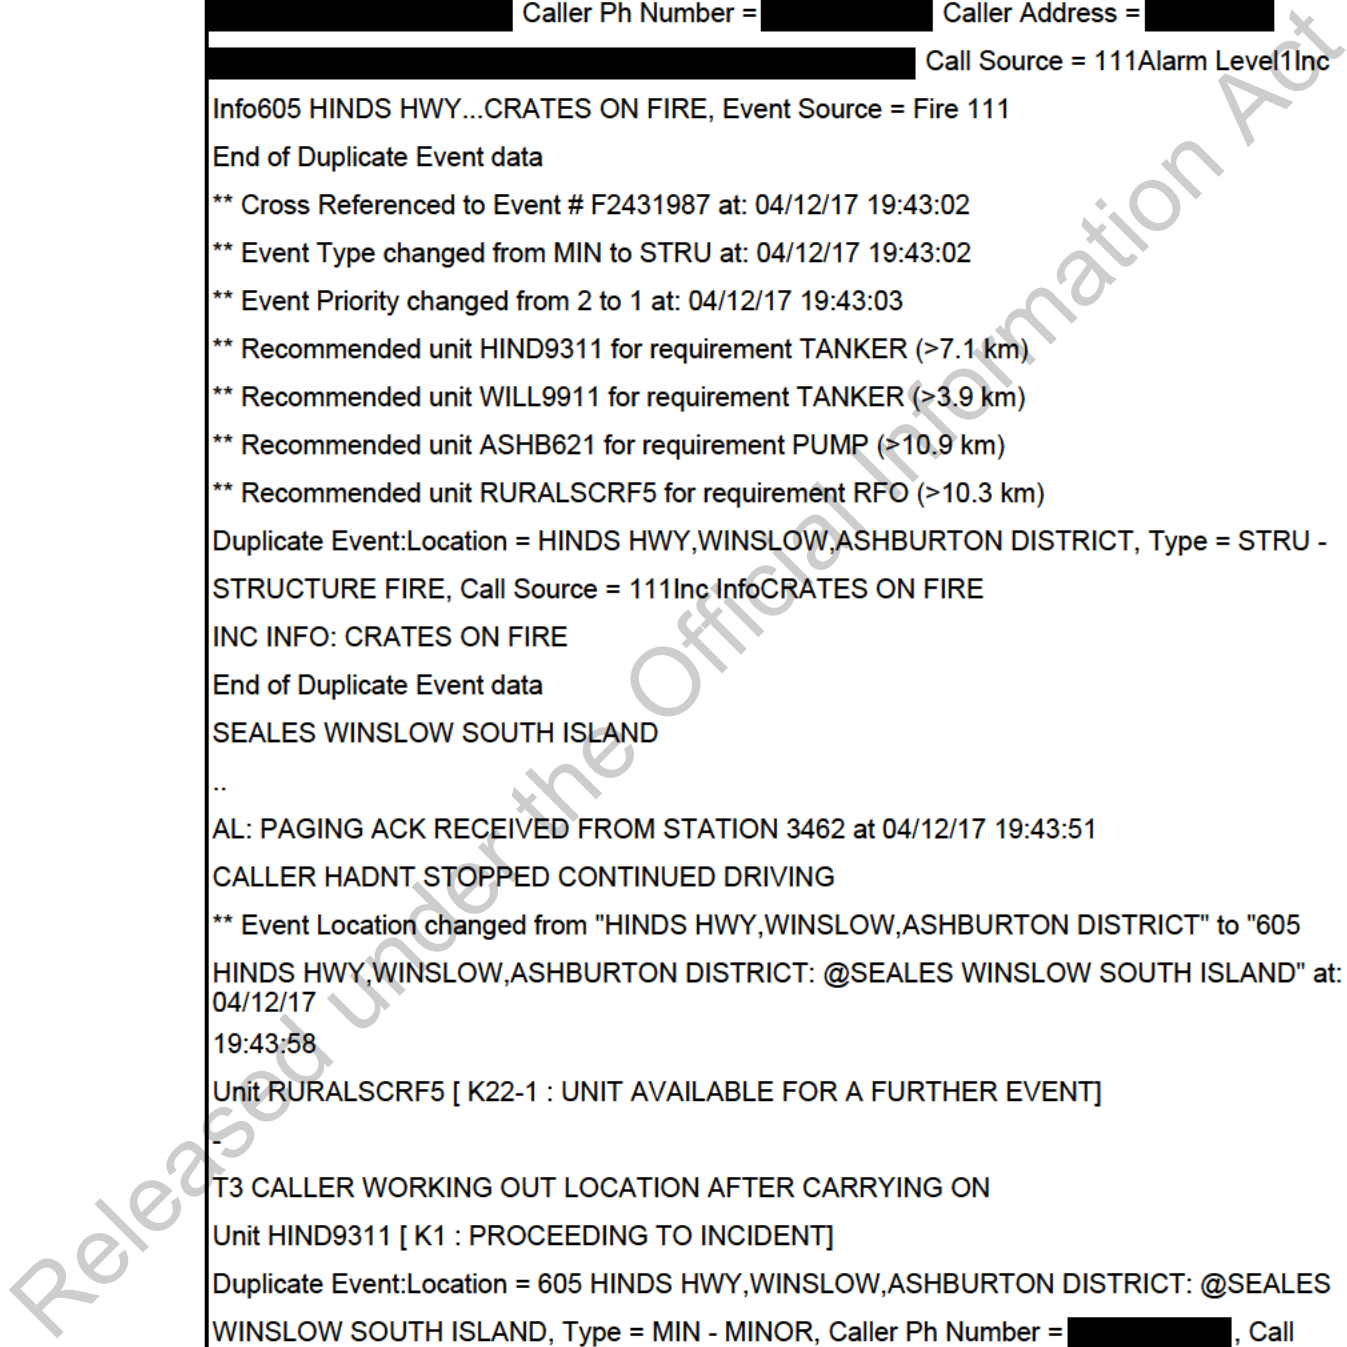 Caller Ph Number = Caller Address =
Call Source = 111Alarm Level1Inc
Info605 HINDS HWY...CRATES ON FIRE, Event Source = Fire 111
End of Duplicate Event data
** Cross Referenced to Event # F2431987 at: 04/12/17 19:43:02
** Event Type changed from MIN to STRU at: 04/12/17 19:43:02
** Event Priority changed from 2 to 1 at: 04/12/17 19:43:03
** Recommended unit HIND9311 for requirement TANKER (>7.1 km)
** Recommended unit WILL9911 for requirement TANKER (>3.9 km)
** Recommended unit ASHB621 for requirement PUMP (>10.9 km)
** Recommended unit RURALSCRF5 for requirement RFO (>10.3 km)
Duplicate Event:Location = HINDS HWY,WINSLOW,ASHBURTON DISTRICT, Type = STRU -
STRUCTURE FIRE, Call Source = 111Inc InfoCRATES ON FIRE
INC INFO: CRATES ON FIRE
End of Duplicate Event data
SEALES WINSLOW SOUTH ISLAND
..
AL: PAGING ACK RECEIVED FROM STATION 3462 at 04/12/17 19:43:51
CALLER HADNT STOPPED CONTINUED DRIVING
** Event Location changed from "HINDS HWY,WINSLOW,ASHBURTON DISTRICT" to "605
HINDS HWY,WINSLOW,ASHBURTON DISTRICT: @SEALES WINSLOW SOUTH ISLAND" at:
04/12/17
19:43:58
Unit RURALSCRF5 [ K22-1 : UNIT AVAILABLE FOR A FURTHER EVENT]
-
T3 CALLER WORKING OUT LOCATION AFTER CARRYING ON
Unit HIND9311 [ K1 : PROCEEDING TO INCIDENT]
Duplicate Event:Location = 605 HINDS HWY,WINSLOW,ASHBURTON DISTRICT: @SEALES
WINSLOW SOUTH ISLAND, Type = MIN - MINOR, Caller Ph Number = , Call
Released under the Official Information Act